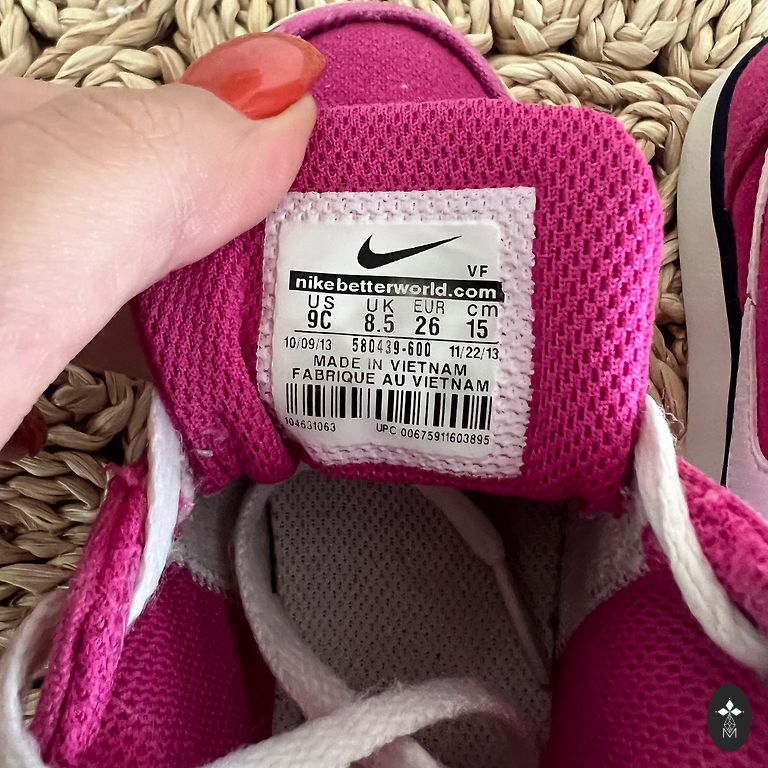 VF
nikebetterworld.com
US UK EUR cm
9C 8.5 26 15
10/09/13 580439-600 11/22/13
MADE IN VIETNAM
FABRIQUE AU VIETNAM
104631063 UPC 00675911603895
M